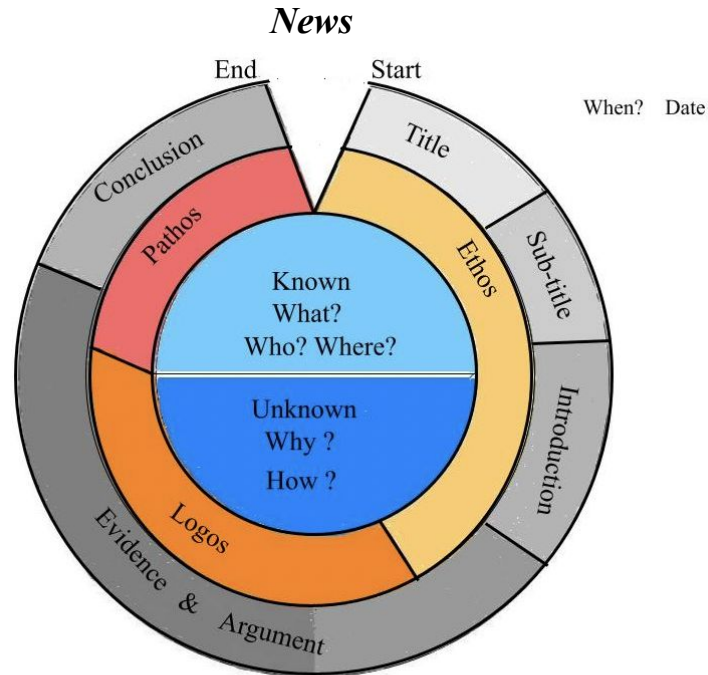 News
End
Start
When? Date
Title
Sub-title
Introduction
Evidence & Argument
Conclusion
Ethos
Logos
Pathos
Known
What?
Who? Where?
Unknown
Why ?
How ?